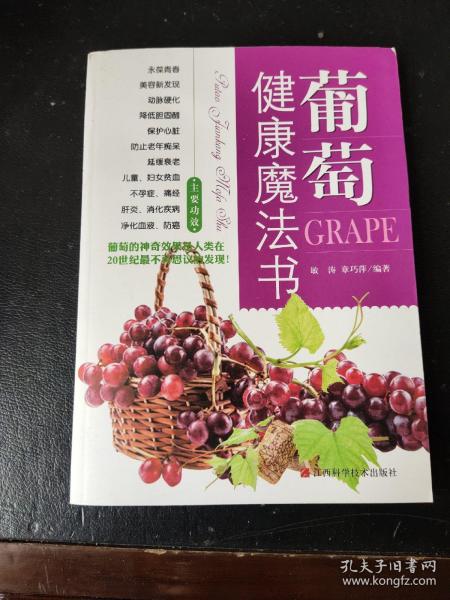 永葆青春
美容新发现
动脉硬化
降低胆固醇
保护心脏
防止老年痴呆
延缓衰老
儿童、妇女贫血
不孕症、痛经
肝炎、消化疾病
净化血液、防癌
·主要功效·
葡萄的神奇效果是人类在
20世纪最不可思议的发现!
Putao Jiankang Mofa Shu
葡萄
GRAPE
健康魔法书
敏 涛 章巧萍/编著
江西科学技术出版社
孔夫子旧书网
www.kongfz.com